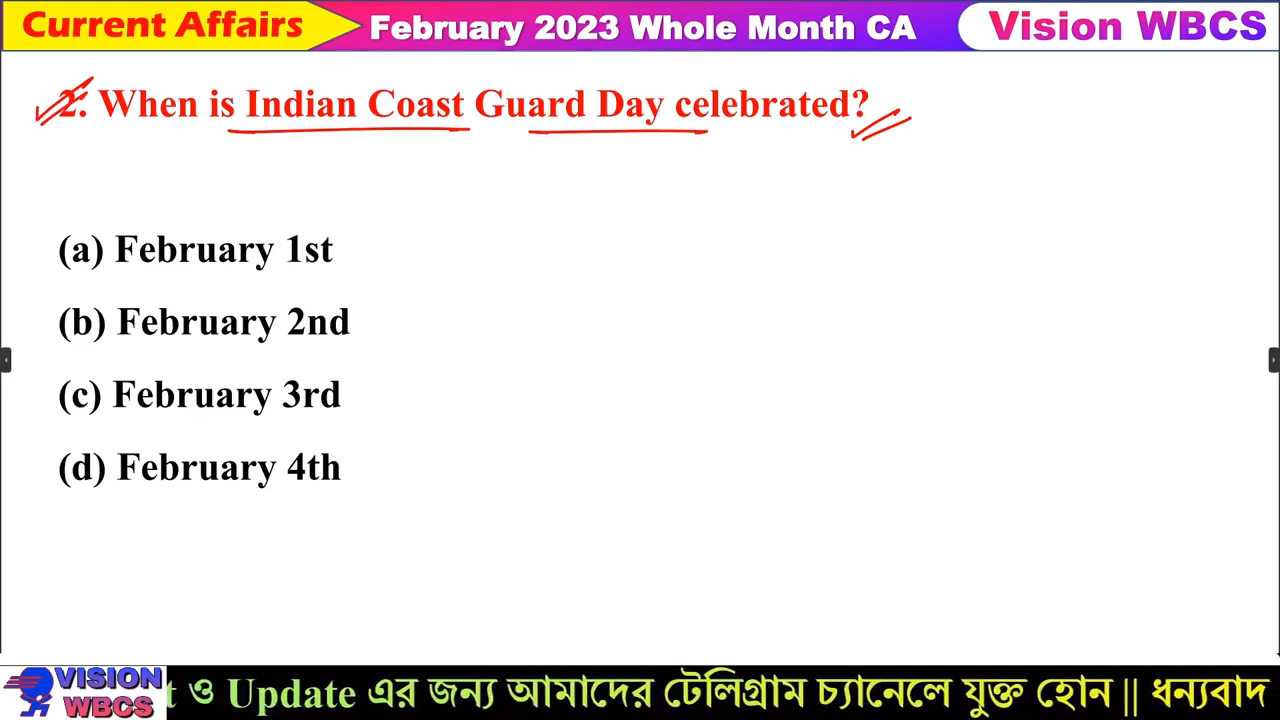 Current Affairs
February 2023 Whole Month CA
Vision WBCS
2. When is Indian Coast Guard Day celebrated?
(a) February 1st
(b) February 2nd
(c) February 3rd
(d) February 4th
VISION
WBCS
ও Update এর জন্য আমাদের টেলিগ্রাম চ্যানেলে যুক্ত হোন || ধন্যবাদ